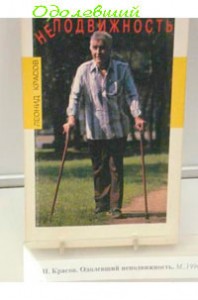 Одолевший
НЕПОДВИЖНОСТЬ
ЛЕОНИД КРАСОВ
Красов. Одолевший неподвижность. М.,